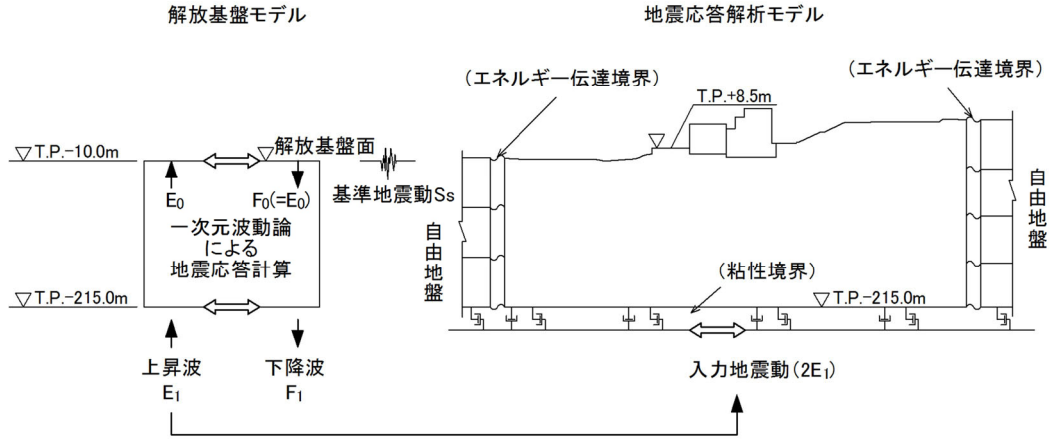 解放基盤モデル
地震応答解析モデル
(エネルギー伝達境界)
(エネルギー伝達境界)
T.P.+8.5m
T.P.-10.0m
解放基盤面
基準地震動Ss
E₀
F₀(=E₀)
一次元波動論
による
地震応答計算
自由地盤
自由地盤
(粘性境界)
T.P.-215.0m
T.P.-215.0m
上昇波
E₁
下降波
F₁
入力地震動(2E₁)